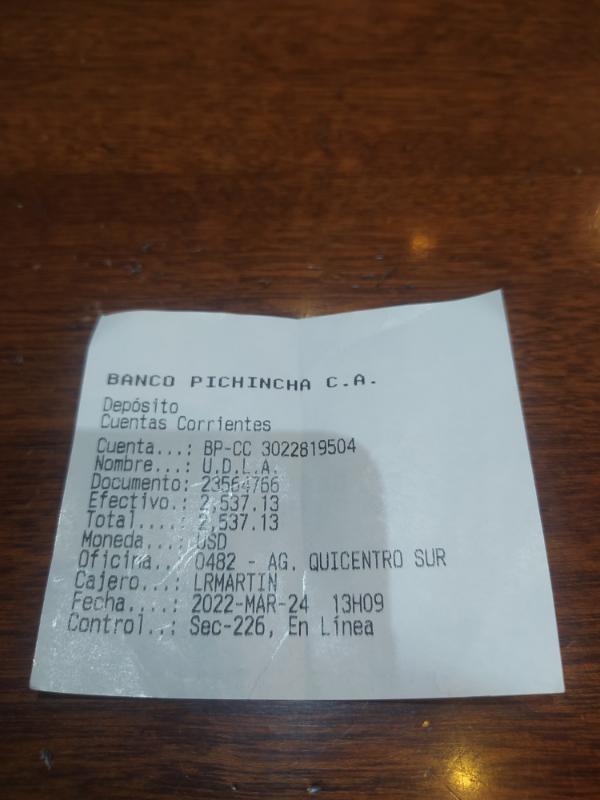 BANCO PICHINCHA C.A.
Depósito
Cuentas Corrientes
Cuenta...: BP-CC 3022819504
Nombre...: U.D.L.A.
Documento: 23564766
Efectivo.: 2,537.13
Total....: 2,537.13
Moneda...: USD
Oficina..: 0482 - AG. QUICENTRO SUR
Cajero...: LRMARTIN
Fecha....: 2022-MAR-24 13H09
Control..: Sec-226, En Línea